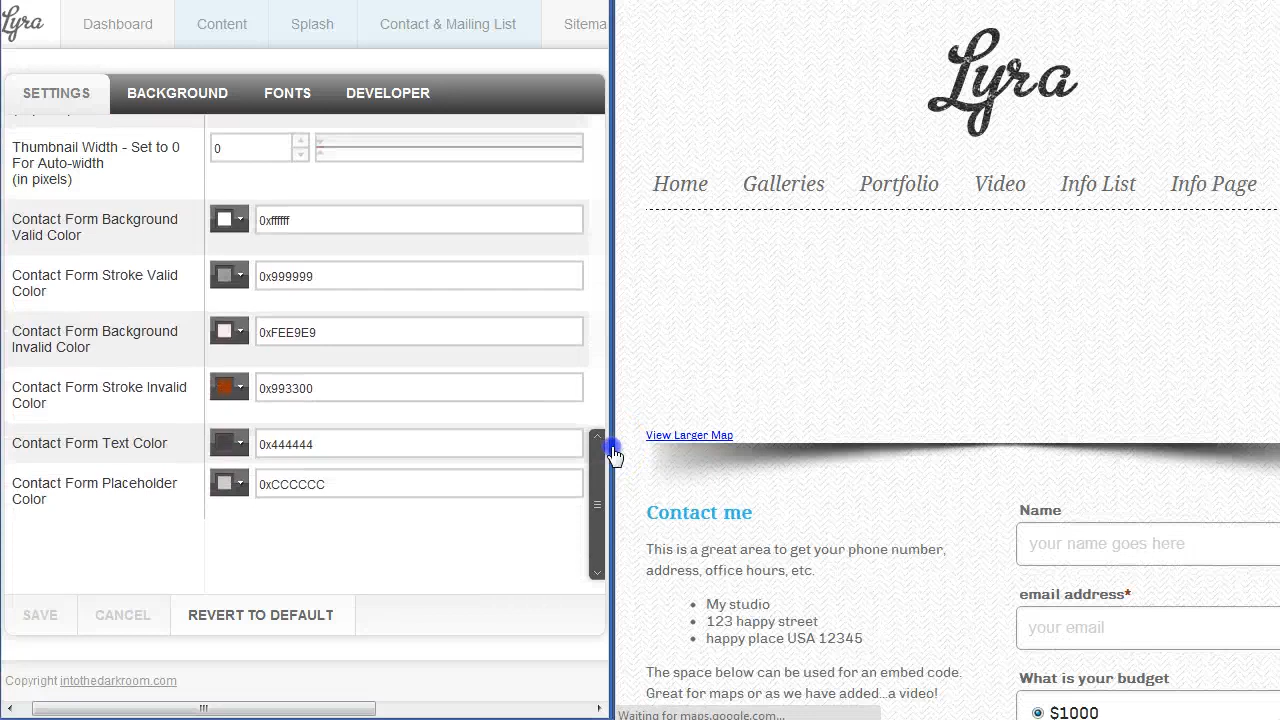 Lyra
Dashboard
Content
Splash
Contact & Mailing List
Sitema
SETTINGS
BACKGROUND
FONTS
DEVELOPER
Thumbnail Width - Set to 0
For Auto-width
(in pixels)
0
Contact Form Background
Valid Color
0xffffff
Contact Form Stroke Valid
Color
0x999999
Contact Form Background
Invalid Color
0xFEE9E9
Contact Form Stroke Invalid
Color
0x993300
Contact Form Text Color
0x444444
Contact Form Placeholder
Color
0xCCCCCC
SAVE
CANCEL
REVERT TO DEFAULT
Copyright intothedarkroom.com
Lyra
Home
Galleries
Portfolio
Video
Info List
Info Page
View Larger Map
Contact me
This is a great area to get your phone number,
address, office hours, etc.
• My studio
• 123 happy street
• happy place USA 12345
The space below can be used for an embed code.
Great for maps or as we have added...a video!
Name
your name goes here
email address*
your email
What is your budget
$1000
Waiting for maps.google.com...